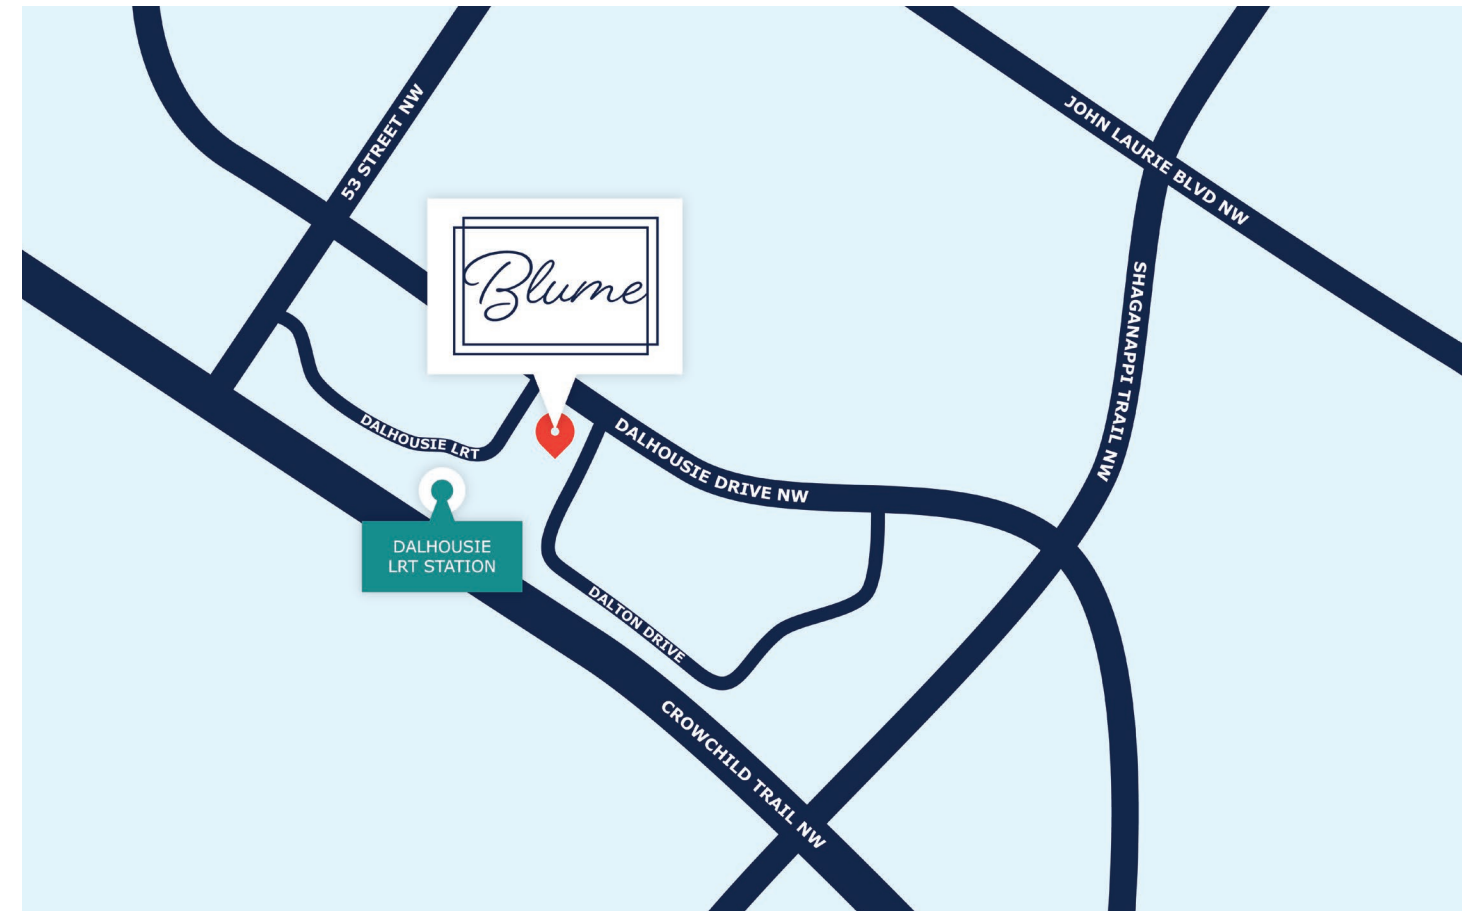 JOHN LAURIE BLVD NW
53 STREET NW
Blume
SHAGANAPPI TRAIL NW
DALHOUSIE LRT
DALHOUSIE DRIVE NW
DALHOUSIE
LRT STATION
DALTON DRIVE
CROWCHILD TRAIL NW